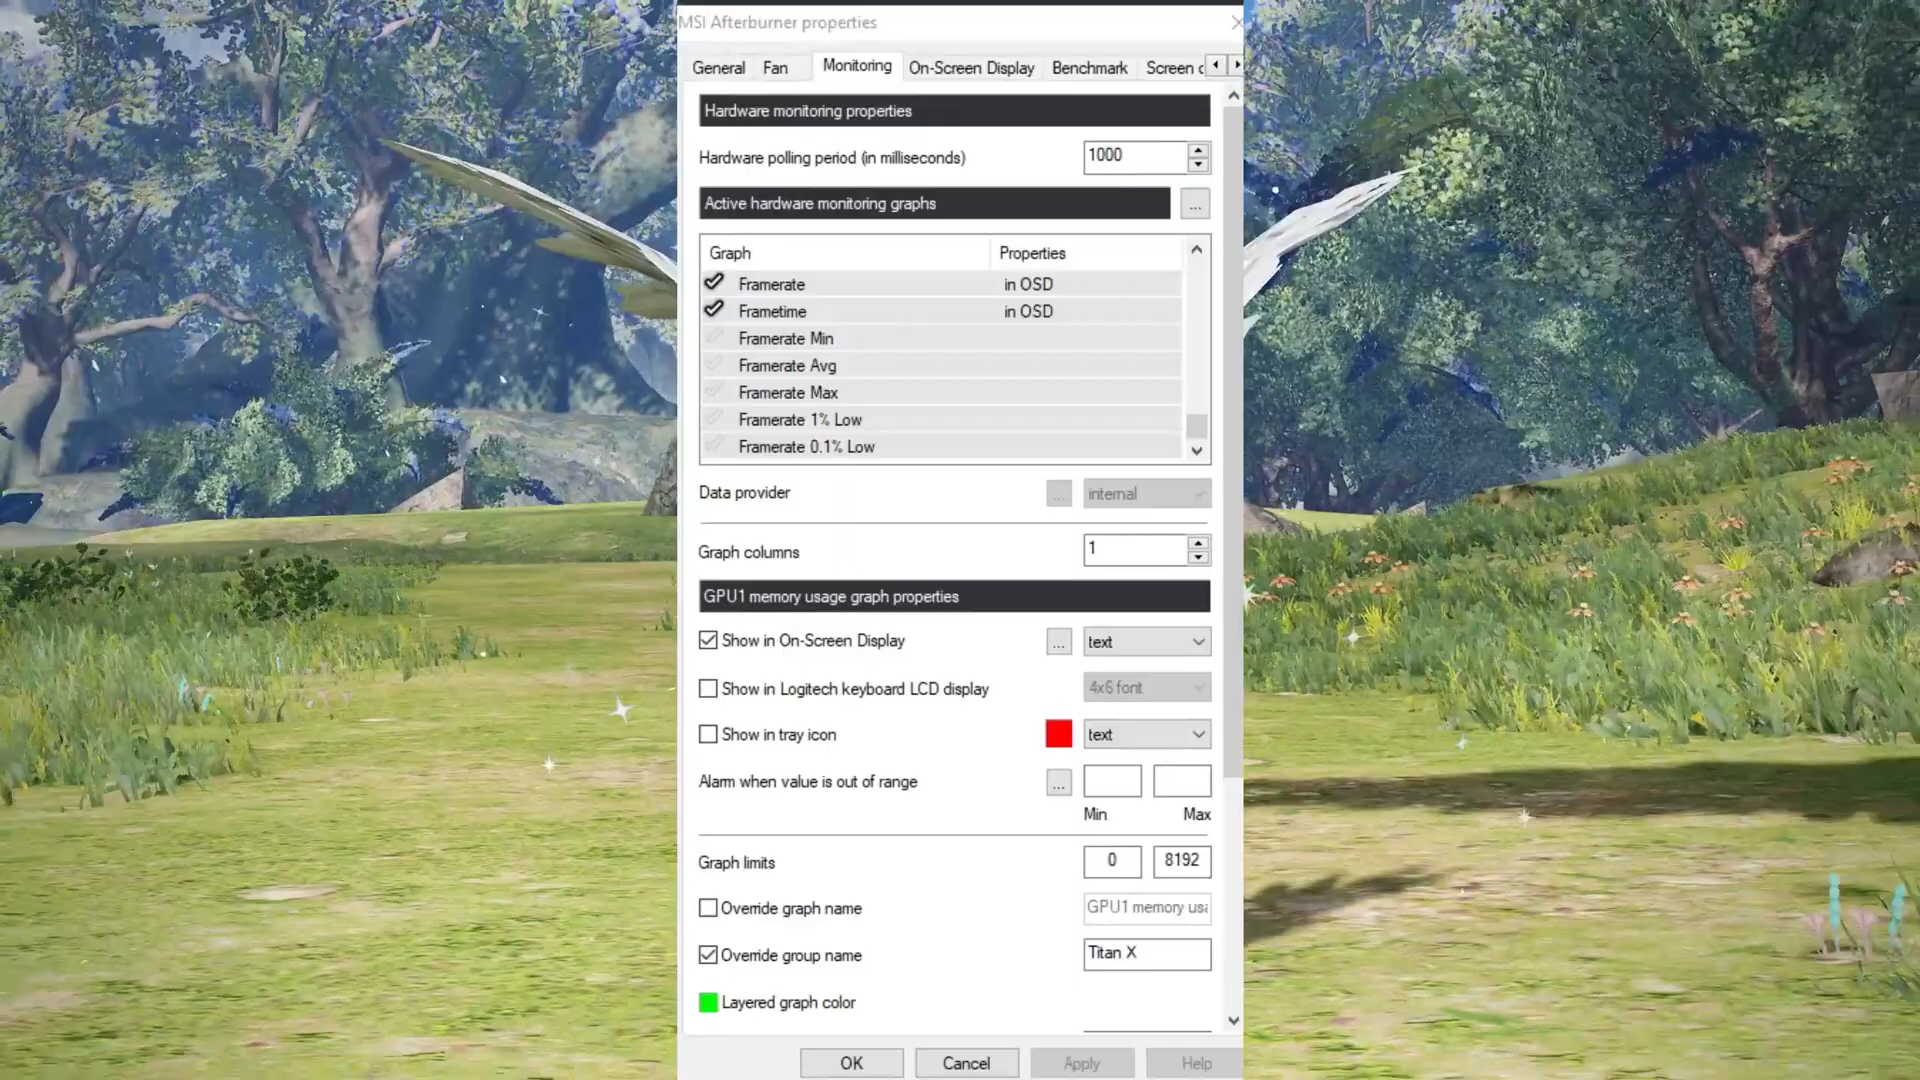 MSI Afterburner properties
General Fan Monitoring On-Screen Display Benchmark Screen c
Hardware monitoring properties
Hardware polling period (in milliseconds) 1000
Active hardware monitoring graphs ...
Graph Properties
Framerate in OSD
Frametime in OSD
Framerate Min
Framerate Avg
Framerate Max
Framerate 1% Low
Framerate 0.1% Low
Data provider ... internal
Graph columns 1
GPU1 memory usage graph properties
Show in On-Screen Display ... text
Show in Logitech keyboard LCD display 4x6 font
Show in tray icon text
Alarm when value is out of range ...
Min Max
Graph limits 0 8192
Override graph name GPU1 memory usa
Override group name Titan X
Layered graph color
OK Cancel Apply Help